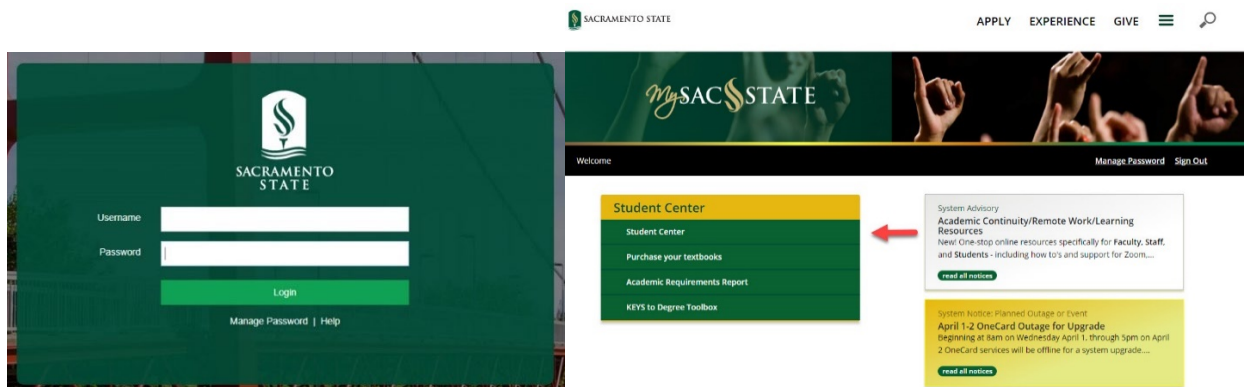 SACRAMENTO STATE
APPLY EXPERIENCE GIVE
SACRAMENTO
STATE
Username
Password
Login
Manage Password | Help
My SAC STATE
Welcome
Manage Password Sign Out
Student Center
Student Center
Purchase your textbooks
Academic Requirements Report
KEYS to Degree Toolbox
System Advisory
Academic Continuity/Remote Work/Learning
Resources
New! One-stop online resources specifically for Faculty, Staff,
and Students - including how to's and support for Zoom,...
read all notices
System Notice: Planned Outage or Event
April 1-2 OneCard Outage for Upgrade
Beginning at 8am on Wednesday April 1, through 5pm on April
2 OneCard services will be offline for a system upgrade....
read all notices